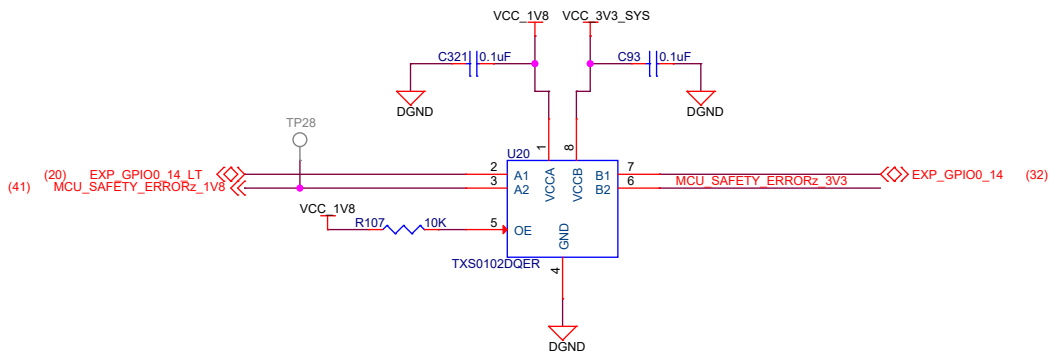 VCC_1V8
VCC_3V3_SYS
C321
0.1uF
C93
0.1uF
DGND
DGND
TP28
U20
1
8
(20)
EXP_GPIO0_14_LT
2
A1
VCCA
VCCB
B1
7
EXP_GPIO0_14
(32)
(41)
MCU_SAFETY_ERRORz_1V8
3
A2
B2
6
MCU_SAFETY_ERRORz_3V3
VCC_1V8
R107
10K
5
OE
GND
TXS0102DQER
4
DGND